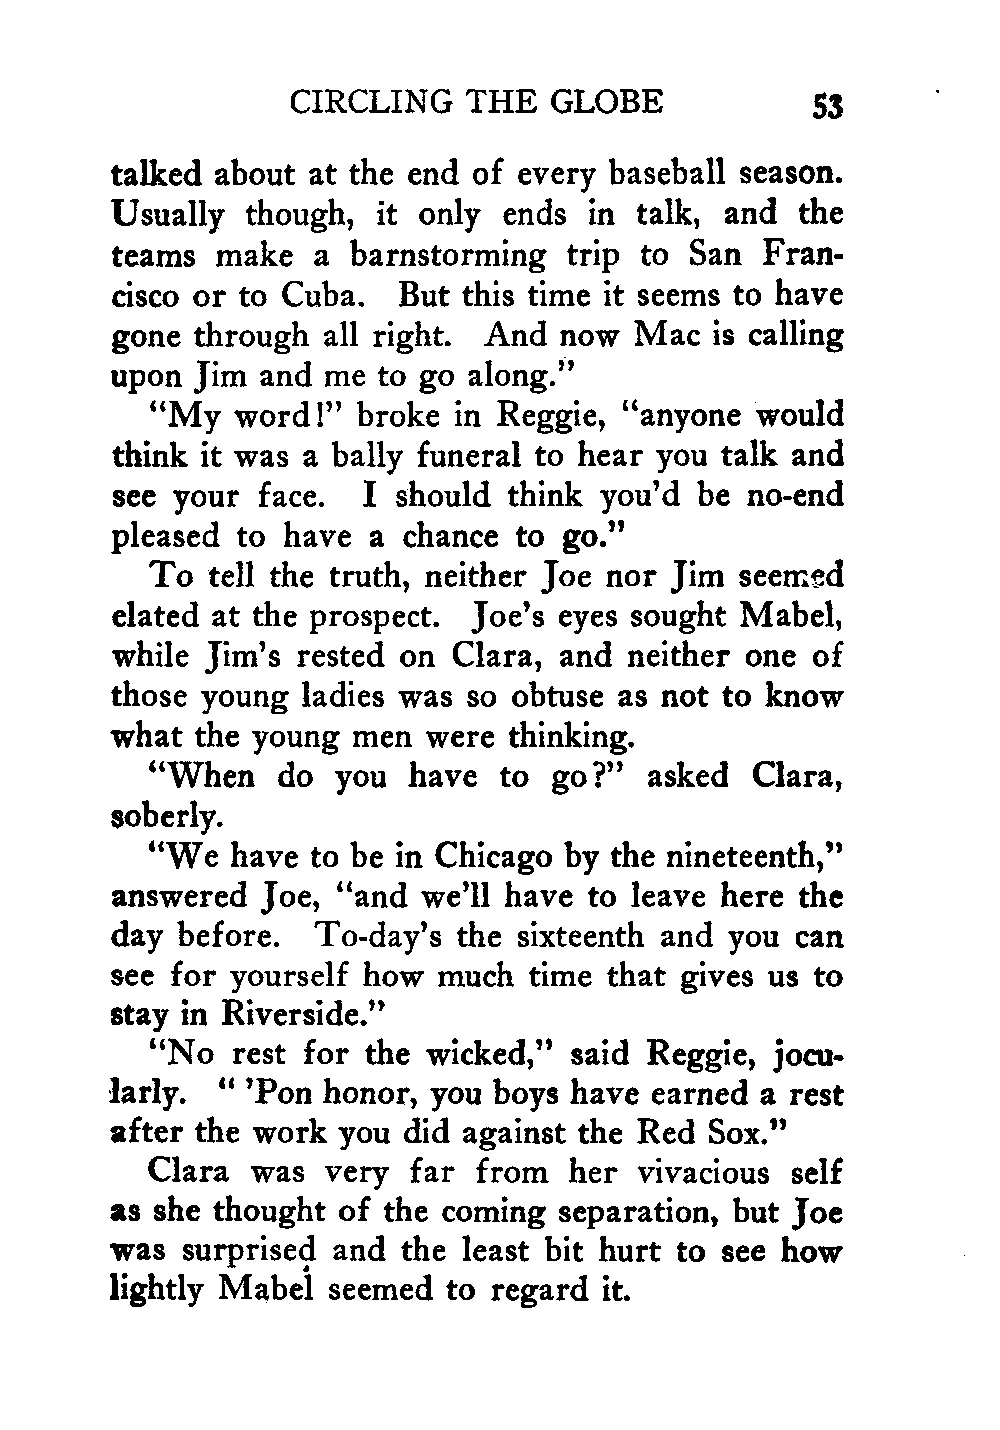 CIRCLING THE GLOBE 53
talked about at the end of every baseball season.
Usually though, it only ends in talk, and the
teams make a barnstorming trip to San Fran-
cisco or to Cuba. But this time it seems to have
gone through all right. And now Mac is calling
upon Jim and me to go along."
"My word!" broke in Reggie, "anyone would
think it was a bally funeral to hear you talk and
see your face. I should think you'd be no-end
pleased to have a chance to go."
To tell the truth, neither Joe nor Jim seemed
elated at the prospect. Joe's eyes sought Mabel,
while Jim's rested on Clara, and neither one of
those young ladies was so obtuse as not to know
what the young men were thinking.
"When do you have to go?" asked Clara,
soberly.
"We have to be in Chicago by the nineteenth,"
answered Joe, "and we'll have to leave here the
day before. To-day's the sixteenth and you can
see for yourself how much time that gives us to
stay in Riverside."
"No rest for the wicked," said Reggie, jocu-
larly. " 'Pon honor, you boys have earned a rest
after the work you did against the Red Sox."
Clara was very far from her vivacious self
as she thought of the coming separation, but Joe
was surprised and the least bit hurt to see how
lightly Mabel seemed to regard it.